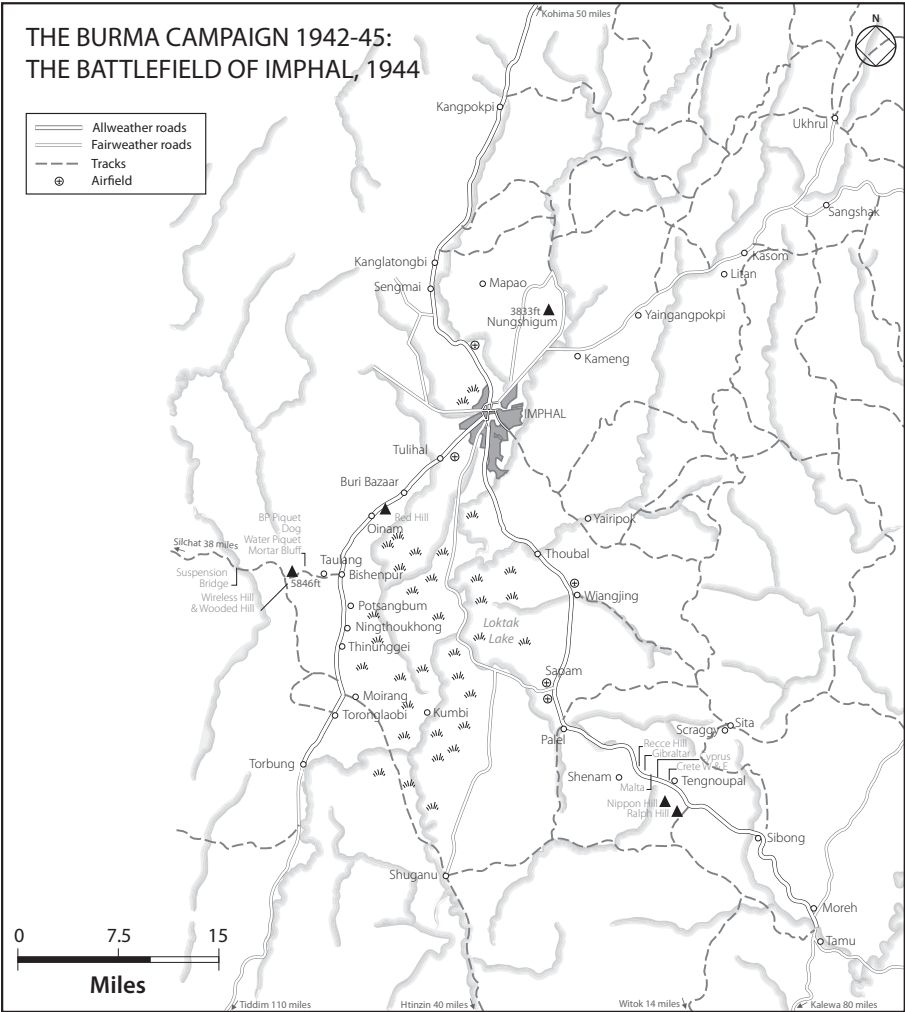 THE BURMA CAMPAIGN 1942-45:
THE BATTLEFIELD OF IMPHAL, 1944
Allweather roads
Fairweather roads
Tracks
Airfield
Kohima 50 miles
N
Kangpokpi
Ukhrul
Sangshak
Kanglatongbi
Kasom
Litan
Sengmai
Mapao
3833ft
Nungshigum
Yaingangpokpi
Kameng
IMPHAL
Tulihal
Buri Bazaar
BP Piquet
Dog
Water Piquet
Mortar Bluff
Red Hill
Oinam
Yairipok
Silchat 38 miles
Taulang
Thoubal
Suspension
Bridge
5846ft
Bishenpur
Wireless Hill
& Wooded Hill
Wiangjing
Potsangbum
Ningthoukhong
Loktak
Lake
Thinunggei
Sapam
Moirang
Toronglaobi
Kumbi
Sita
Scraggy
Palel
Recce Hill
Gibraltar
Cyprus
Crete W & E
Torbung
Shenam
Malta
Tengnoupal
Nippon Hill
Ralph Hill
Sibong
Shuganu
Moreh
Tamu
0 7.5 15
Miles
Tiddim 110 miles
Htinzin 40 miles
Witok 14 miles
Kalewa 80 miles